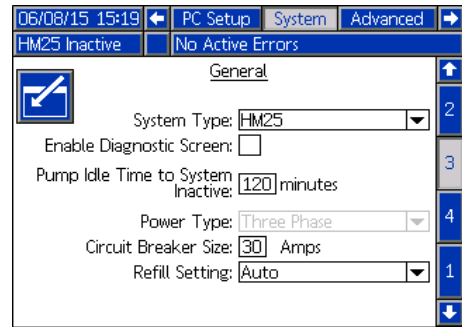 06/08/15 15:19 PC Setup System Advanced
HM25 Inactive No Active Errors
General
2
System Type: HM25
Enable Diagnostic Screen:
3
Pump Idle Time to System
Inactive: 120 minutes
Power Type: Three Phase
4
Circuit Breaker Size: 30 Amps
Refill Setting: Auto
1